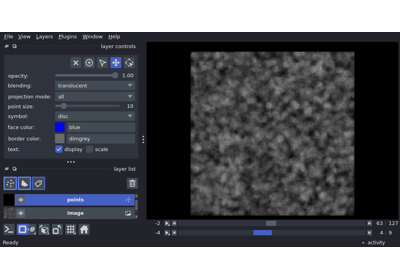 File View Layers Plugins Window Help
layer controls
opacity: 1.00
blending: translucent
projection mode: all
point size: 10
symbol: disc
face color: blue
border color: dimgrey
text: display scale
layer list
points
Image
-2 63 127
-4 4 9
Ready activity